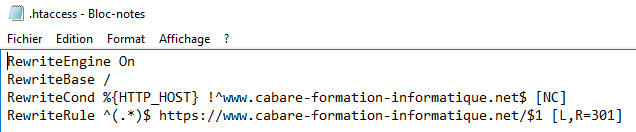 .htaccess - Bloc-notes
Fichier Edition Format Affichage ?
RewriteEngine On
RewriteBase /
RewriteCond %{HTTP_HOST} !^www.cabare-formation-informatique.net$ [NC]
RewriteRule ^(.*)$ https://www.cabare-formation-informatique.net/$1 [L,R=301]